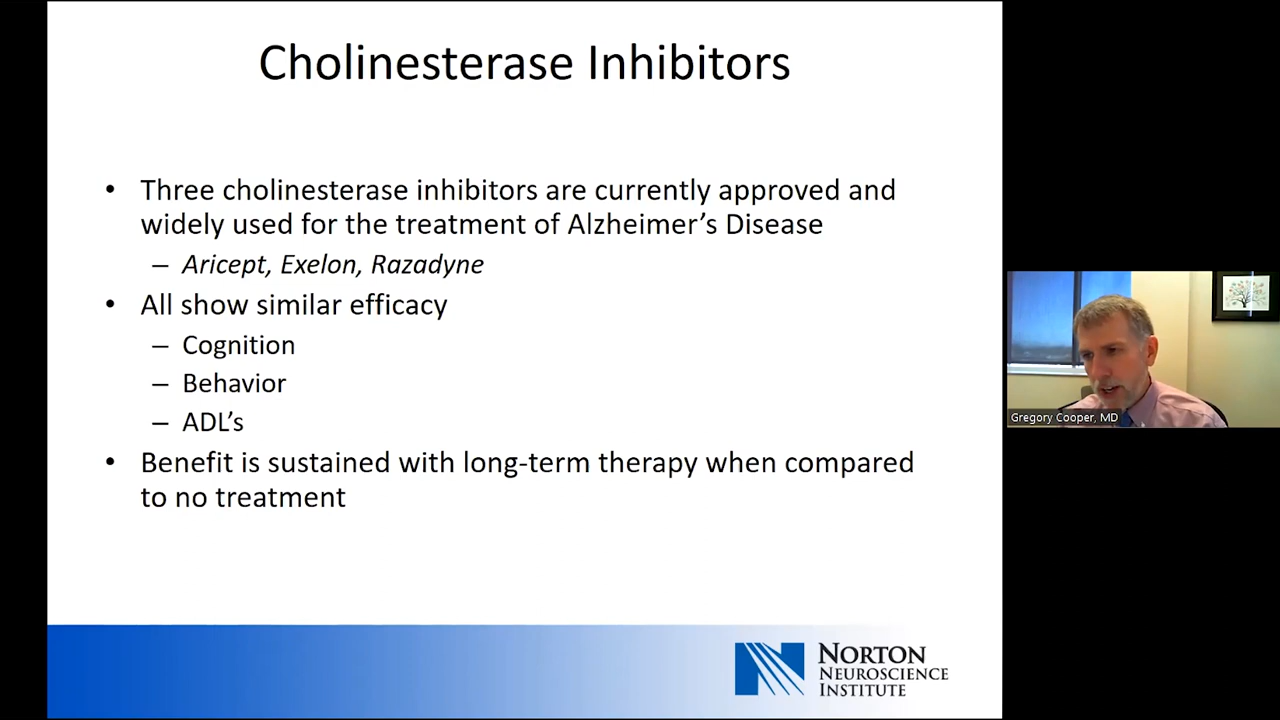 Cholinesterase Inhibitors
• Three cholinesterase inhibitors are currently approved and
widely used for the treatment of Alzheimer’s Disease
– Aricept, Exelon, Razadyne
• All show similar efficacy
– Cognition
– Behavior
– ADL’s
• Benefit is sustained with long-term therapy when compared
to no treatment
NORTON
NEUROSCIENCE
INSTITUTE
Gregory Cooper, MD